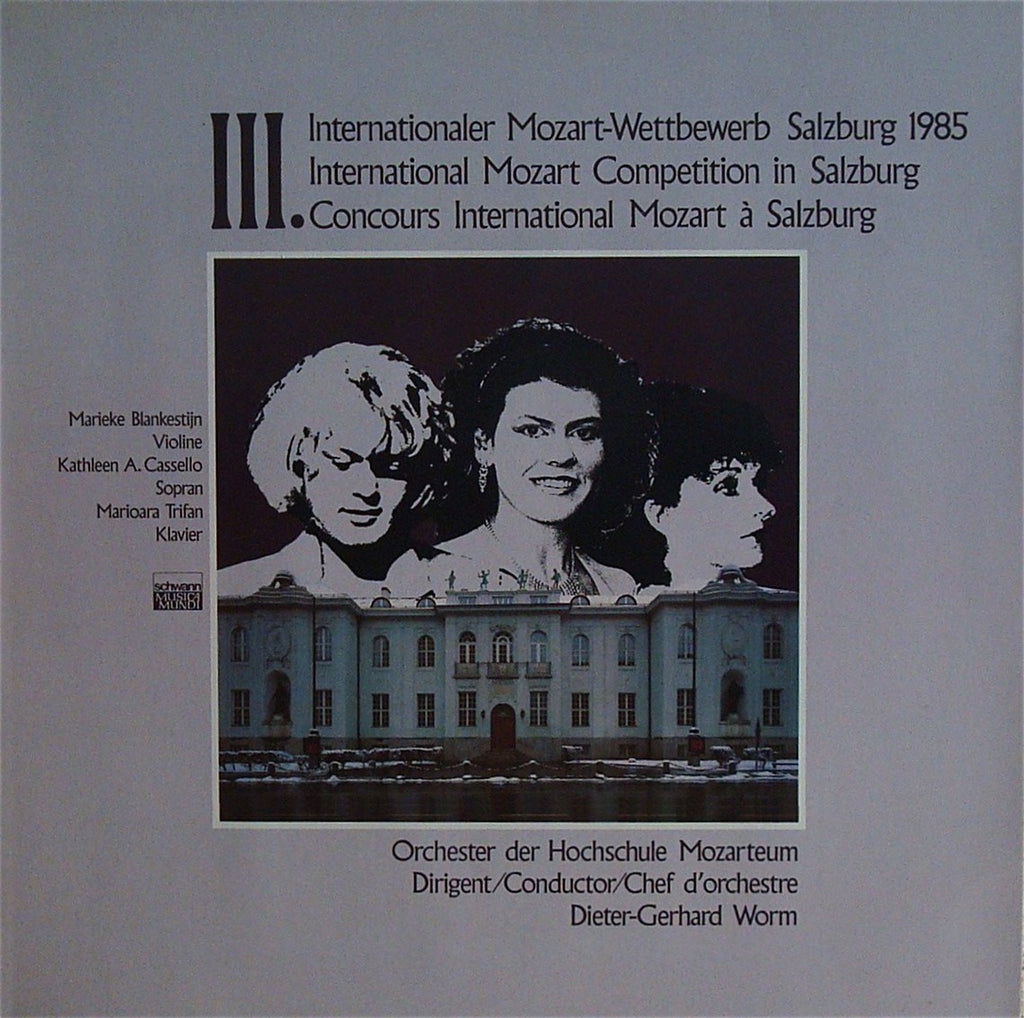 III.
Internationaler Mozart-Wettbewerb Salzburg 1985
International Mozart Competition in Salzburg
Concours International Mozart à Salzburg
Marieke Blankestijn
Violine
Kathleen A. Cassello
Sopran
Marioara Trifan
Klavier
schwann
MUSICA
MUNDI
Orchester der Hochschule Mozarteum
Dirigent/Conductor/Chef d'orchestre
Dieter-Gerhard Worm